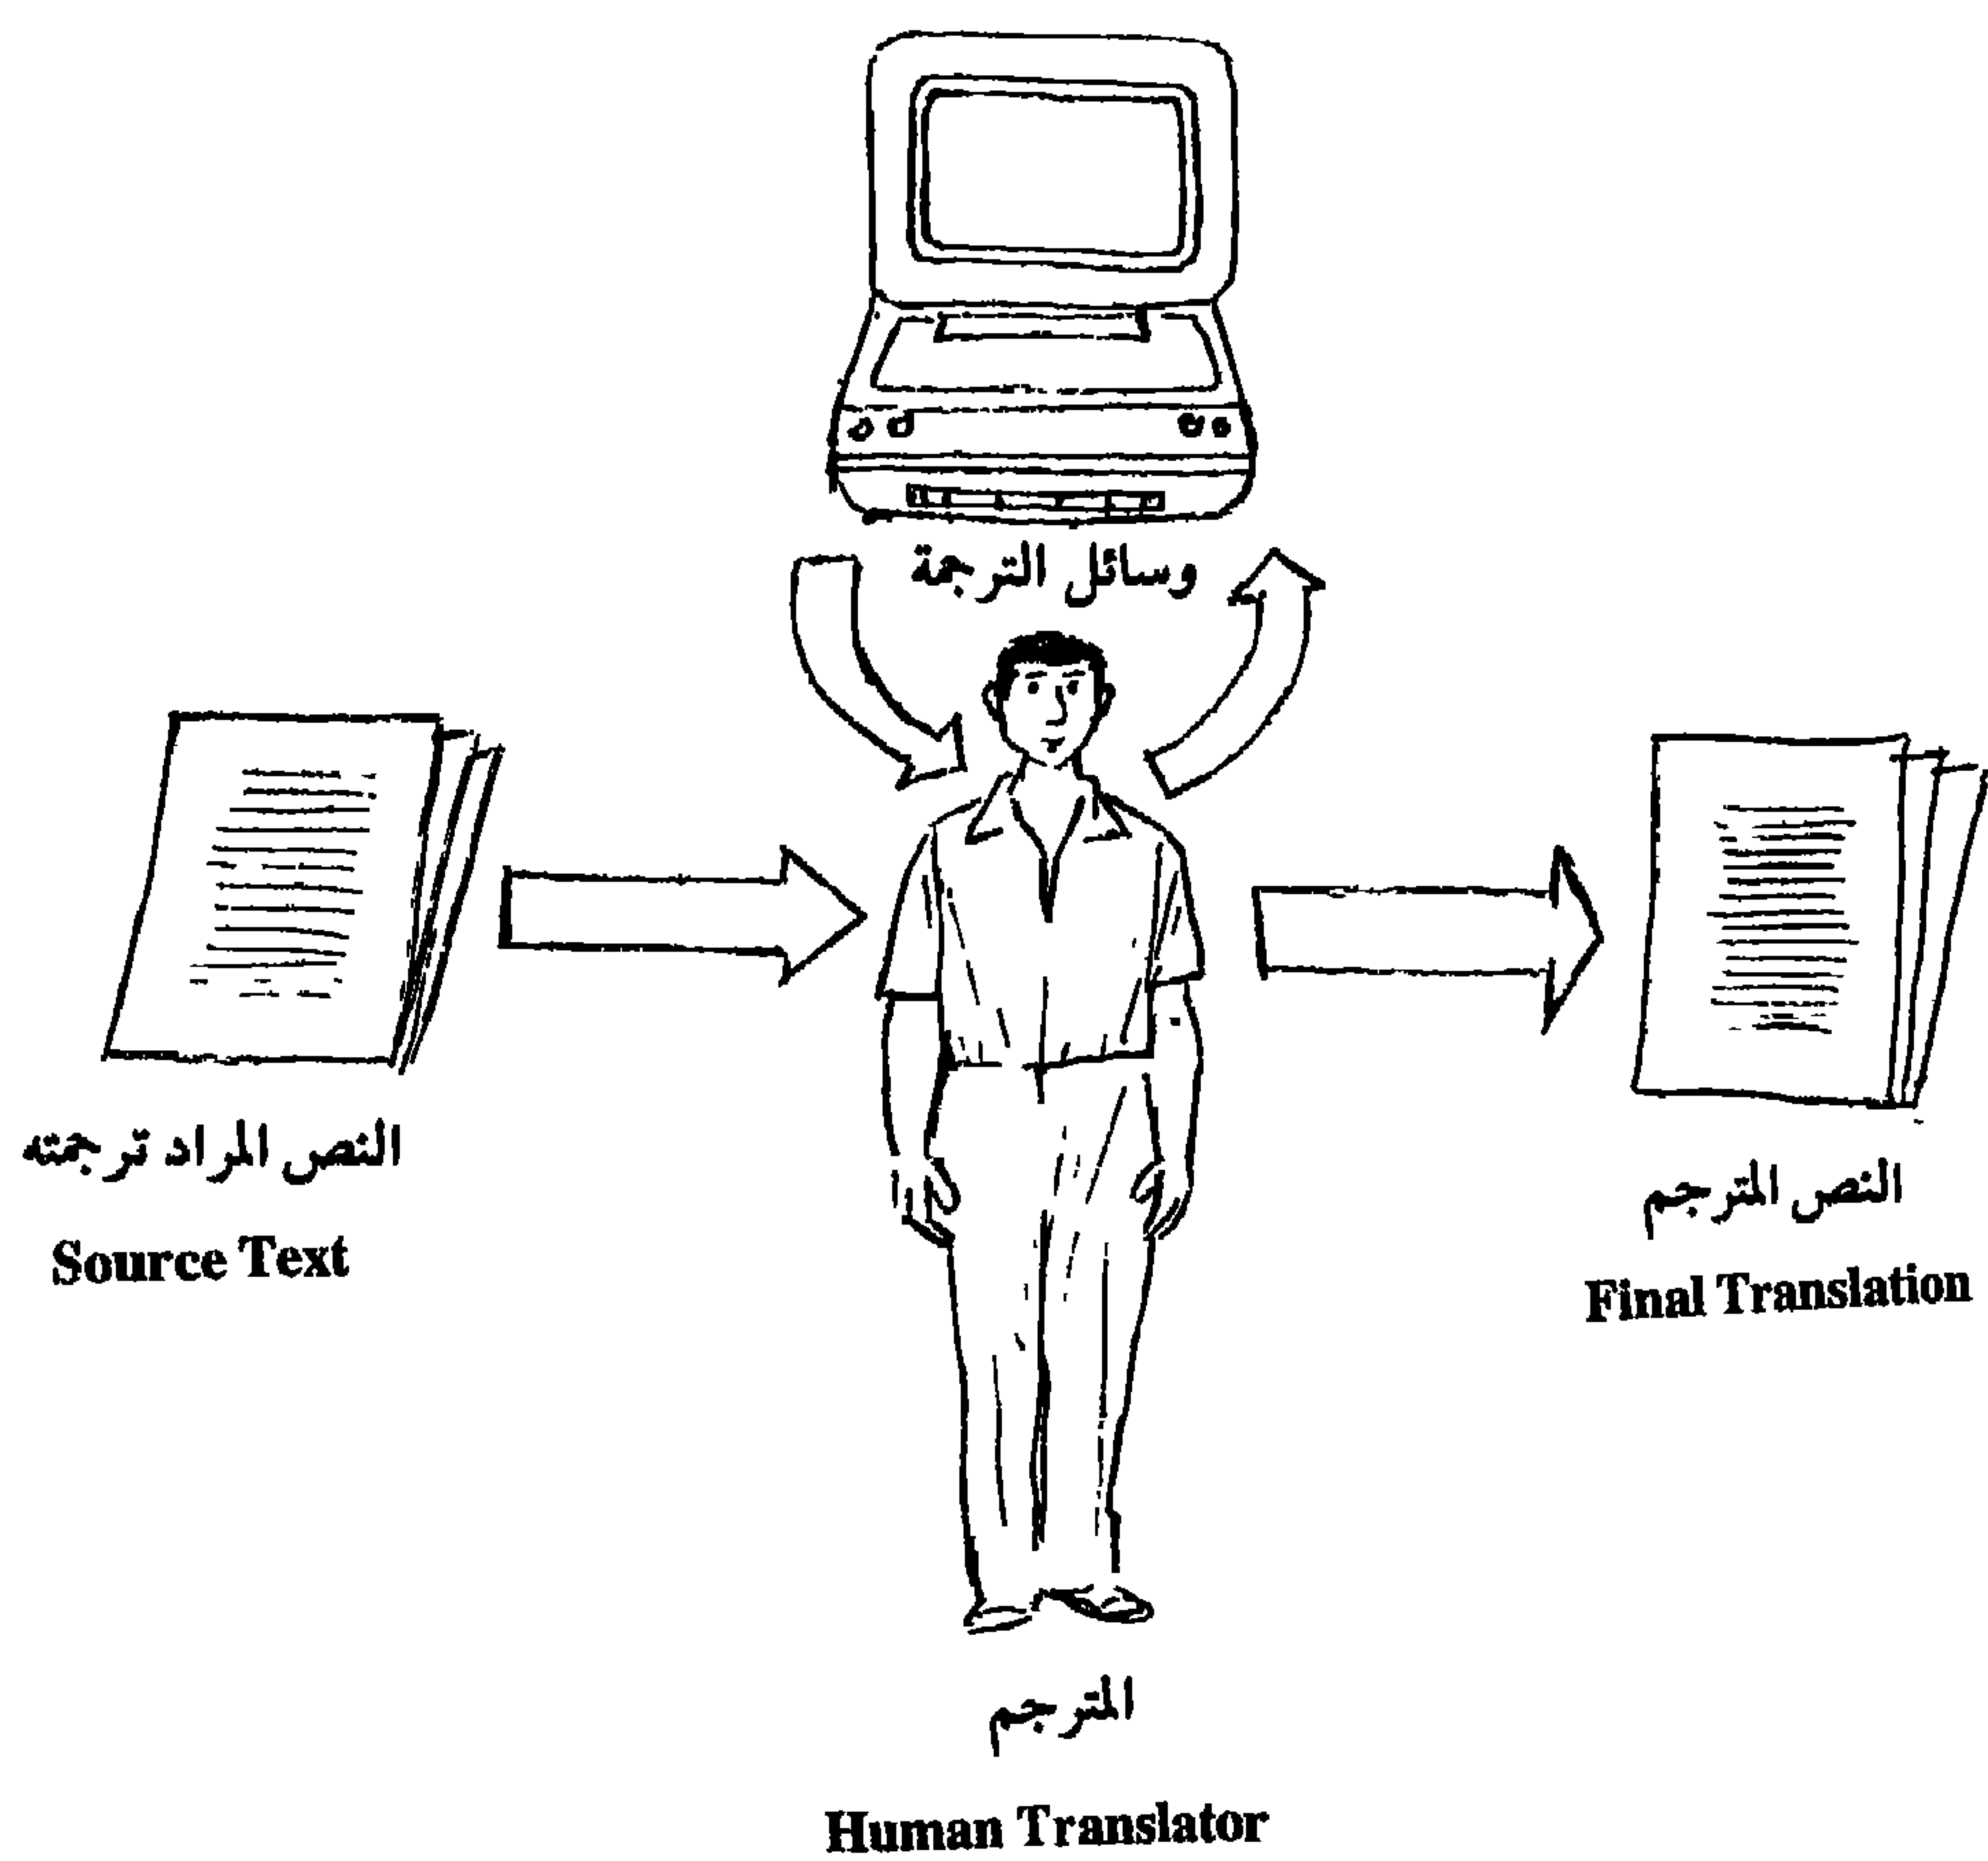 وسائل الترجمة
النص المراد ترجمته
Source Text
النص المترجم
Final Translation
المترجم
Human Translator